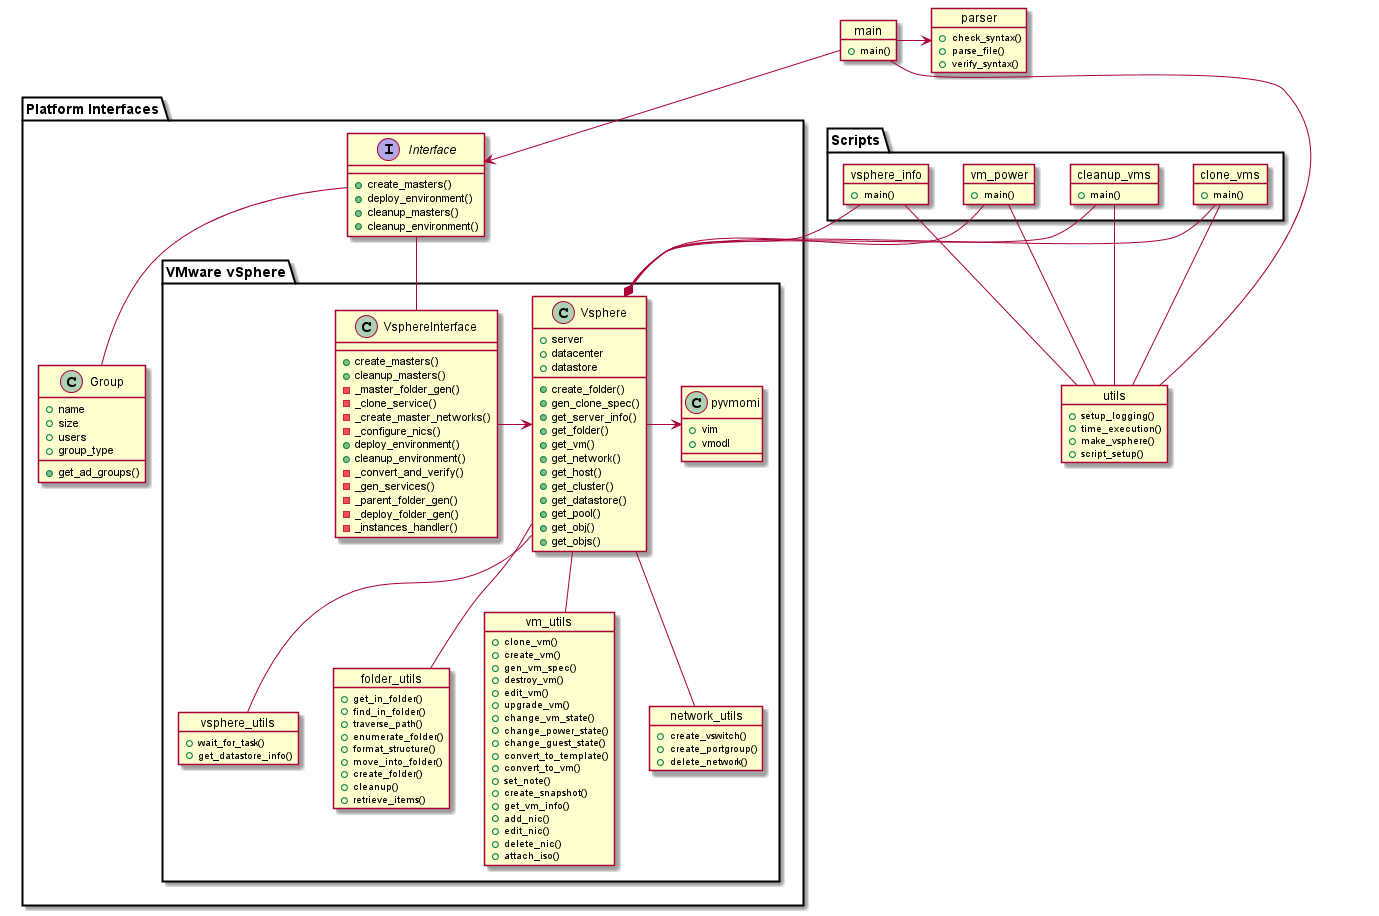 main
main()
parser
check_syntax()
parse_file()
verify_syntax()
Platform Interfaces
I
Interface
create_masters()
deploy_environment()
cleanup_masters()
cleanup_environment()
Scripts
vsphere_info
main()
vm_power
main()
cleanup_vms
main()
clone_vms
main()
VMware vSphere
C
Group
name
size
users
group_type
get_ad_groups()
C
VsphereInterface
create_masters()
cleanup_masters()
_master_folder_gen()
_clone_service()
_create_master_networks()
_configure_nics()
deploy_environment()
cleanup_environment()
_convert_and_verify()
_gen_services()
_parent_folder_gen()
_deploy_folder_gen()
_instances_handler()
C
Vsphere
server
datacenter
datastore
create_folder()
gen_clone_spec()
get_server_info()
get_folder()
get_vm()
get_network()
get_host()
get_cluster()
get_datastore()
get_pool()
get_obj()
get_objs()
C
pyvmomi
vim
vmodl
utils
setup_logging()
time_execution()
make_vsphere()
script_setup()
vsphere_utils
wait_for_task()
get_datastore_info()
folder_utils
get_in_folder()
find_in_folder()
traverse_path()
enumerate_folder()
format_structure()
move_into_folder()
create_folder()
cleanup()
retrieve_items()
vm_utils
clone_vm()
create_vm()
gen_vm_spec()
destroy_vm()
edit_vm()
upgrade_vm()
change_vm_state()
change_power_state()
change_guest_state()
convert_to_template()
convert_to_vm()
set_note()
create_snapshot()
get_vm_info()
add_nic()
edit_nic()
delete_nic()
attach_iso()
network_utils
create_vswitch()
create_portgroup()
delete_network()